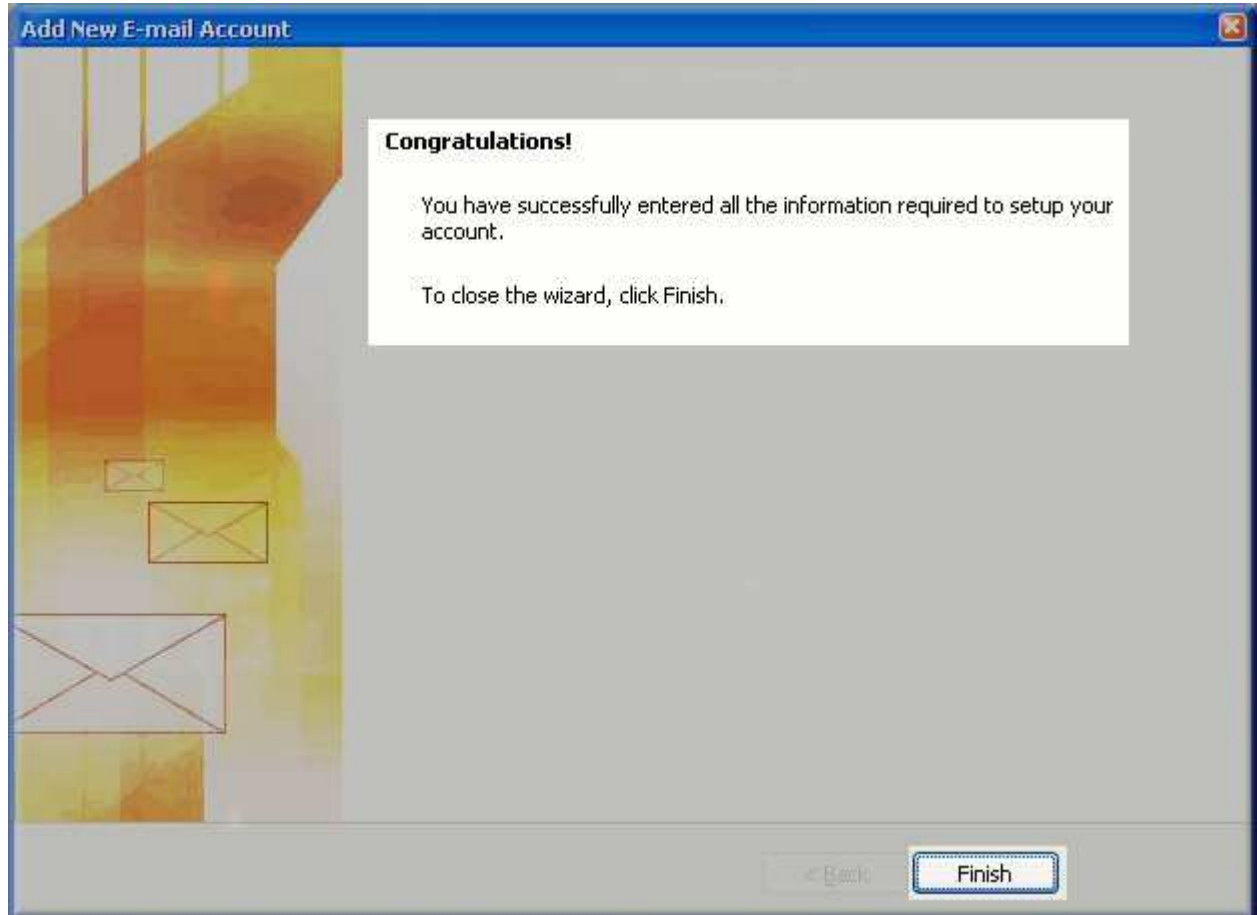 Add New E-mail Account
Congratulations!
You have successfully entered all the information required to setup your
account.
To close the wizard, click Finish.
< Back
Finish